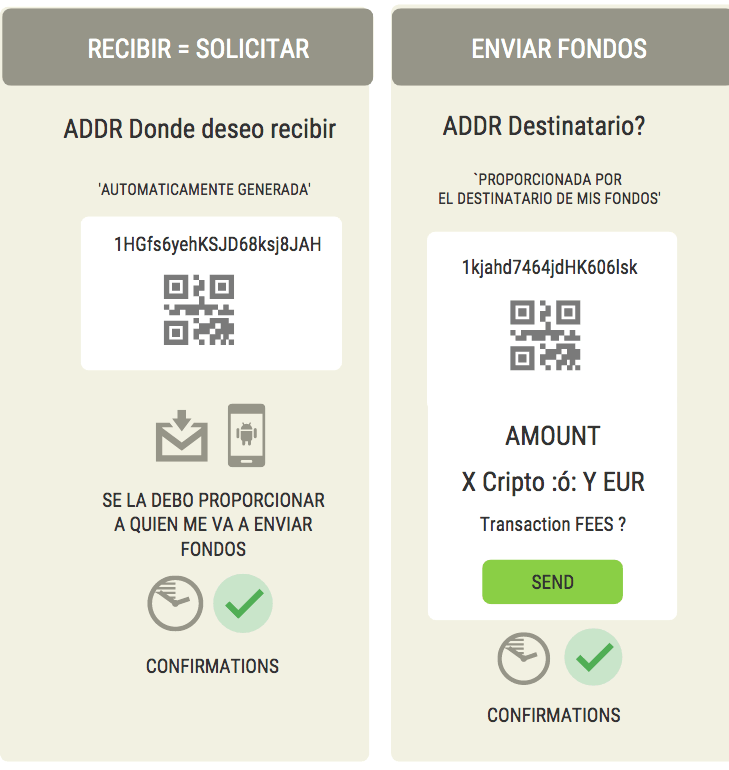 RECIBIR = SOLICITAR
ADDR Donde deseo recibir
'AUTOMATICAMENTE GENERADA'
1HGfs6yehKSJD68ksj8JAH
SE LA DEBO PROPORCIONAR
A QUIEN ME VA A ENVIAR
FONDOS
CONFIRMATIONS
ENVIAR FONDOS
ADDR Destinatario?
`PROPORCIONADA POR
EL DESTINATARIO DE MIS FONDOS'
1kjahd7464jdHK606lsk
AMOUNT
X Cripto :ó: Y EUR
Transaction FEES ?
SEND
CONFIRMATIONS